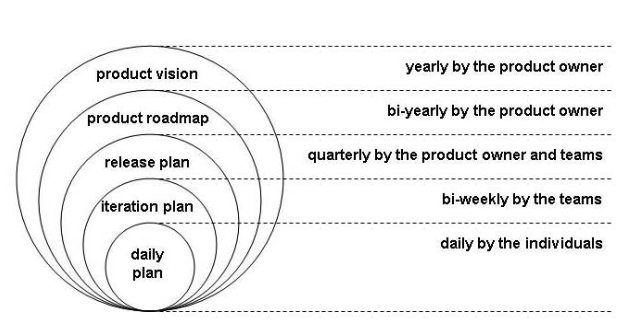 product vision
yearly by the product owner
product roadmap
bi-yearly by the product owner
release plan
quarterly by the product owner and teams
iteration plan
bi-weekly by the teams
daily
plan
daily by the individuals